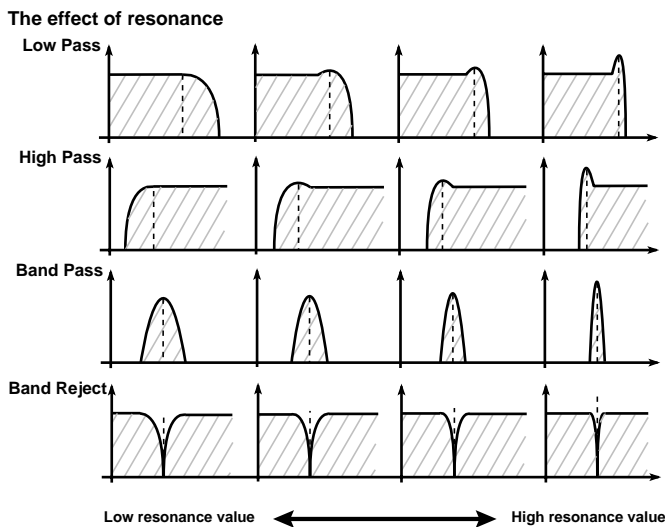 The effect of resonance
Low Pass
High Pass
Band Pass
Band Reject
Low resonance value
High resonance value